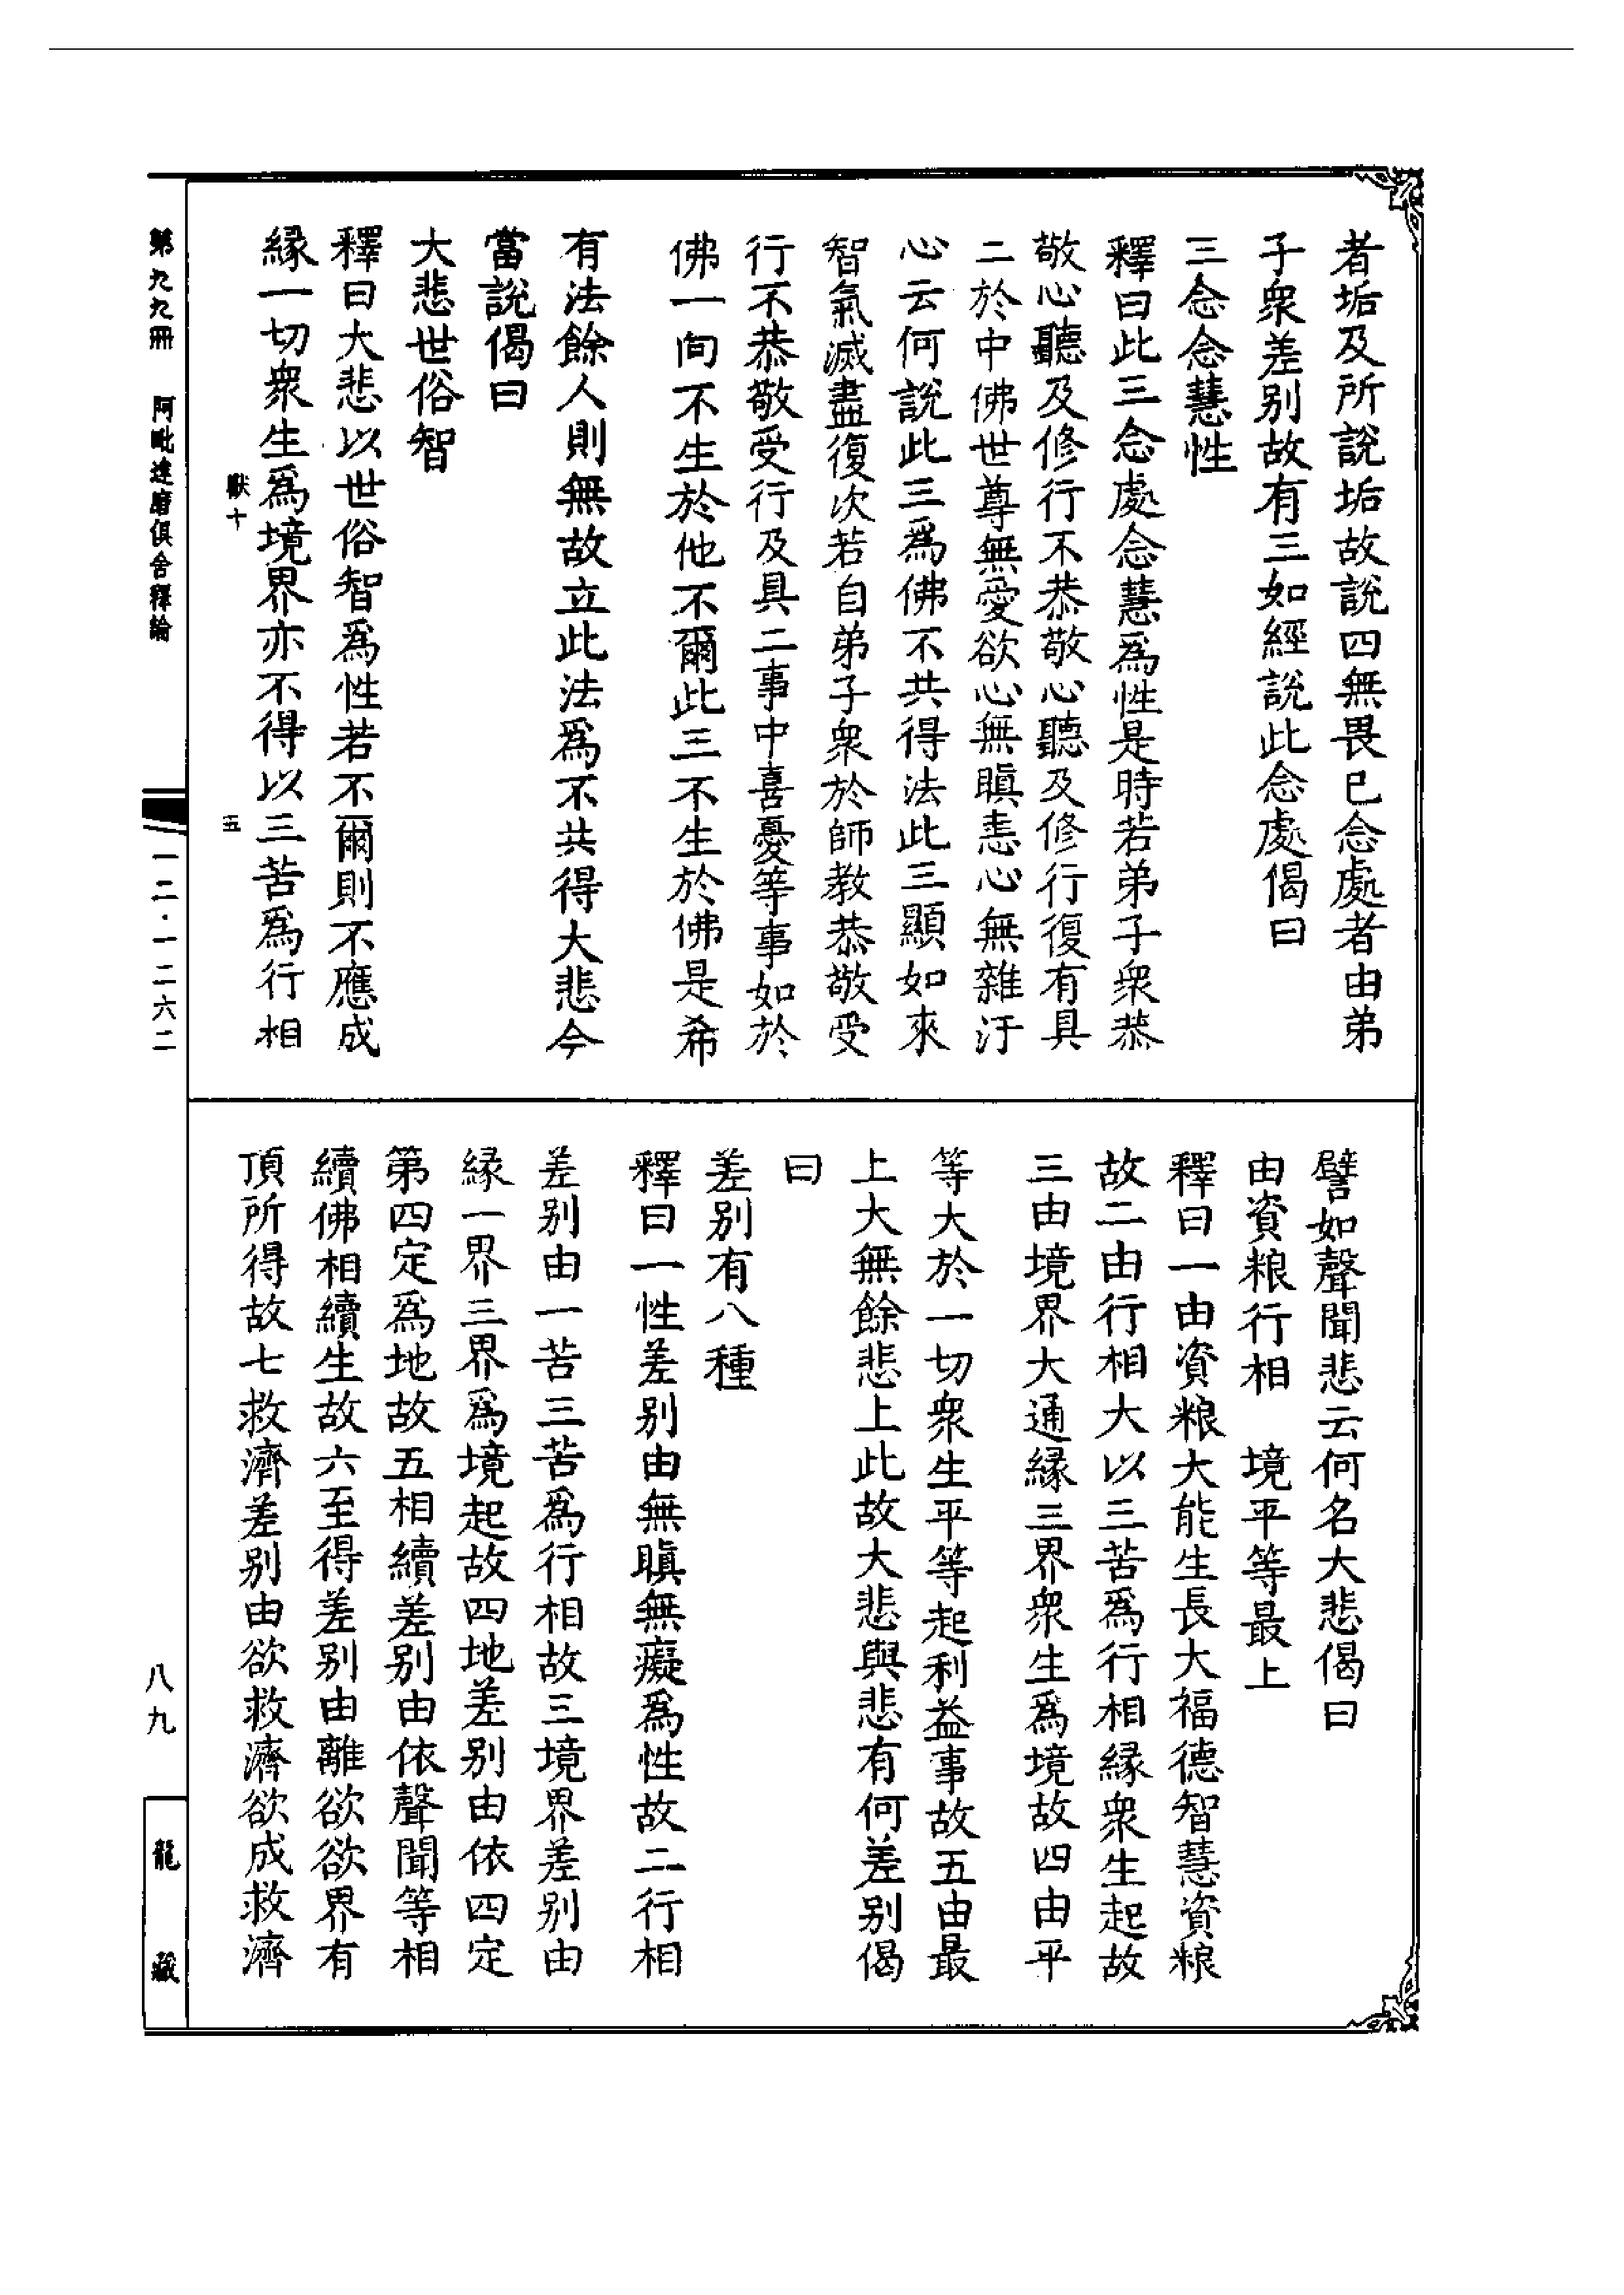 者垢及所說垢故說四無畏已念處者由弟
子衆差别故有三如經說此念處偈曰
三念念慧性
釋曰此三念處念慧爲性是時若弟子衆恭
敬心聽及修行不恭敬心聽及修行復有具
二於中佛世尊無愛欲心無瞋恚心無雜汙
心云何說此三爲佛不共得法此三顯如來
智氣滅盡復次若自弟子衆於師教恭敬受
行不恭敬受行及具二事中喜憂等事如於
佛一向不生於他不爾此三不生於佛是希
有法餘人則無故立此法爲不共得大悲今
當說偈曰
大悲世俗智
釋曰大悲以世俗智爲性若不爾則不應成
緣一切衆生爲境界亦不得以三苦爲行相
獸十 五
譬如聲聞悲云何名大悲偈曰
由資粮行相 境平等最上
釋曰一由資粮大能生長大福德智慧資粮
故二由行相大以三苦爲行相緣衆生起故
三由境界大通緣三界衆生爲境故四由平
等大於一切衆生平等起利益事故五由最
上大無餘悲上此故大悲與悲有何差别偈
曰
差别有八種
釋曰一性差别由無瞋無癡爲性故二行相
差别由一苦三苦爲行相故三境界差别由
緣一界三界爲境起故四地差别由依四定
第四定爲地故五相續差别由依聲聞等相
續佛相續生故六至得差别由離欲欲界有
頂所得故七救濟差别由欲救濟欲成救濟
第九九冊 阿毗達磨俱舍釋論
一二·一二六二
八九
龍藏